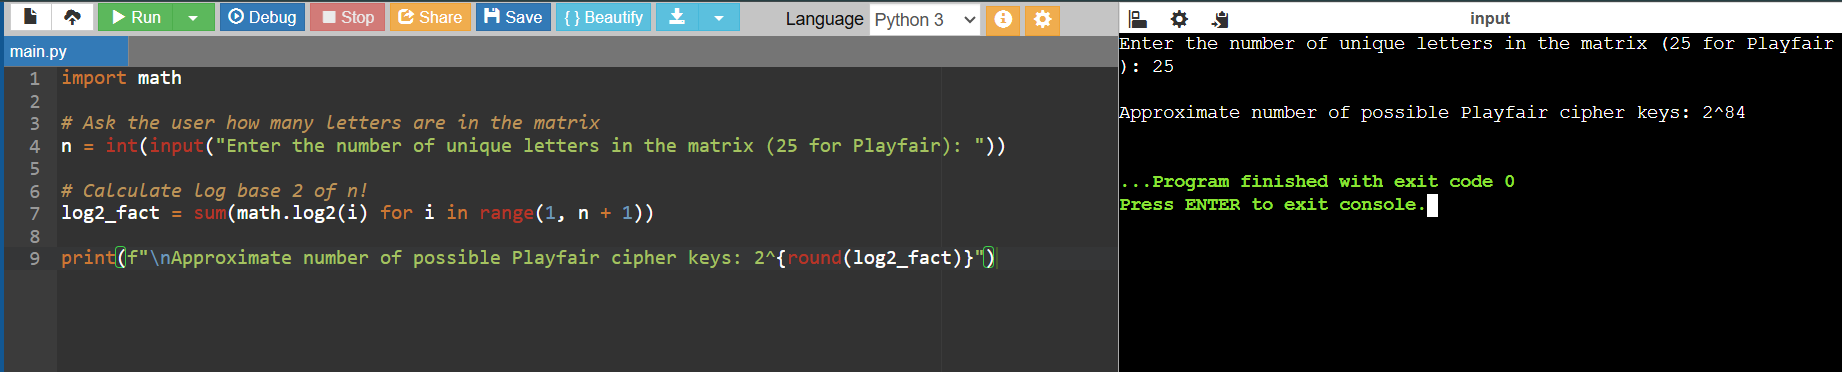 Run Debug Stop Share Save { } Beautify Language Python 3 input
main.py
1 import math
2
3 # Ask the user how many letters are in the matrix
4 n = int(input("Enter the number of unique letters in the matrix (25 for Playfair): "))
5
6 # Calculate log base 2 of n!
7 log2_fact = sum(math.log2(i) for i in range(1, n + 1))
8
9 print(f"\nApproximate number of possible Playfair cipher keys: 2^{round(log2_fact)}")
Enter the number of unique letters in the matrix (25 for Playfair
): 25
Approximate number of possible Playfair cipher keys: 2^84
...Program finished with exit code 0
Press ENTER to exit console.